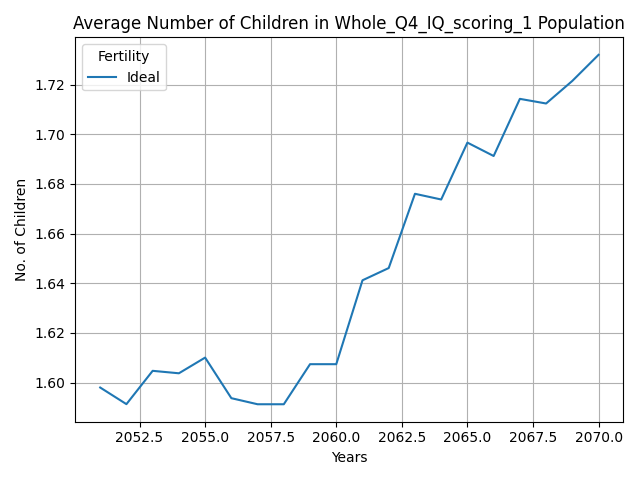 Average Number of Children in Whole_Q4_IQ_scoring_1 Population
Fertility
Ideal
No. of Children
1.72
1.70
1.68
1.66
1.64
1.62
1.60
2052.5 2055.0 2057.5 2060.0 2062.5 2065.0 2067.5 2070.0
Years